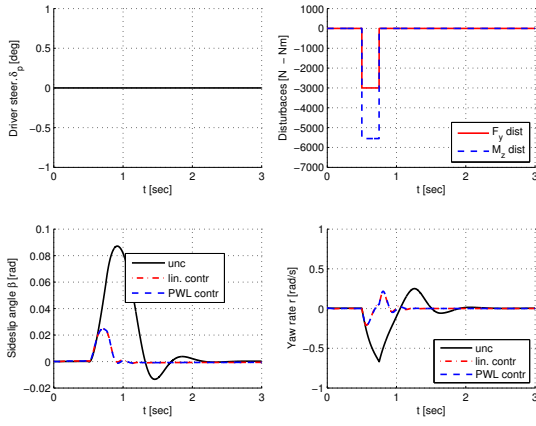 1
0.5
0
−0.5
−1
0
1
2
3
t [sec]
Driver steer. δp [deg]
0
−1000
−2000
−3000
−4000
−5000
−6000
−7000
0
1
2
3
t [sec]
Disturbaces [N − Nm]
Fy dist
Mz dist
0.1
0.08
0.06
0.04
0.02
0
−0.02
0
1
2
3
t [sec]
Sideslip angle β [rad]
unc
lin. contr
PWL contr
1
0.5
0
−0.5
−1
0
1
2
3
t [sec]
Yaw rate r [rad/s]
unc
lin. contr
PWL contr